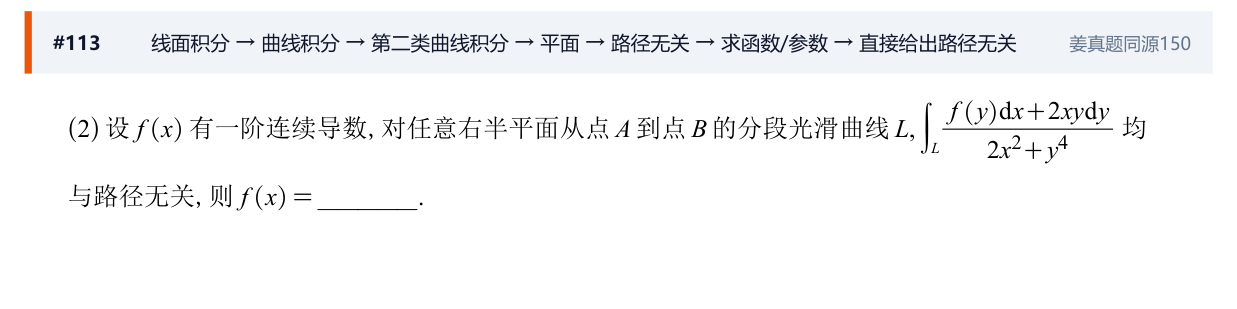 #113 线面积分 → 曲线积分 → 第二类曲线积分 → 平面 → 路径无关 → 求函数/参数 → 直接给出路径无关 姜真题同源150
(2) 设 f(x) 有一阶连续导数, 对任意右半平面从点 A 到点 B 的分段光滑曲线 L, ∫_L (f(y)dx+2xydy)/(2x²+y⁴) 均
与路径无关, 则 f(x) = ________.